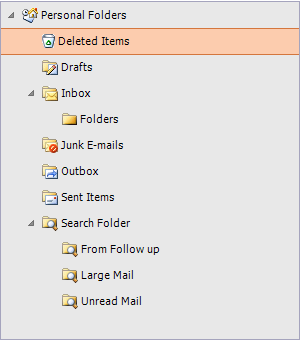 Personal Folders
Deleted Items
Drafts
Inbox
Folders
Junk E-mails
Outbox
Sent Items
Search Folder
From Follow up
Large Mail
Unread Mail